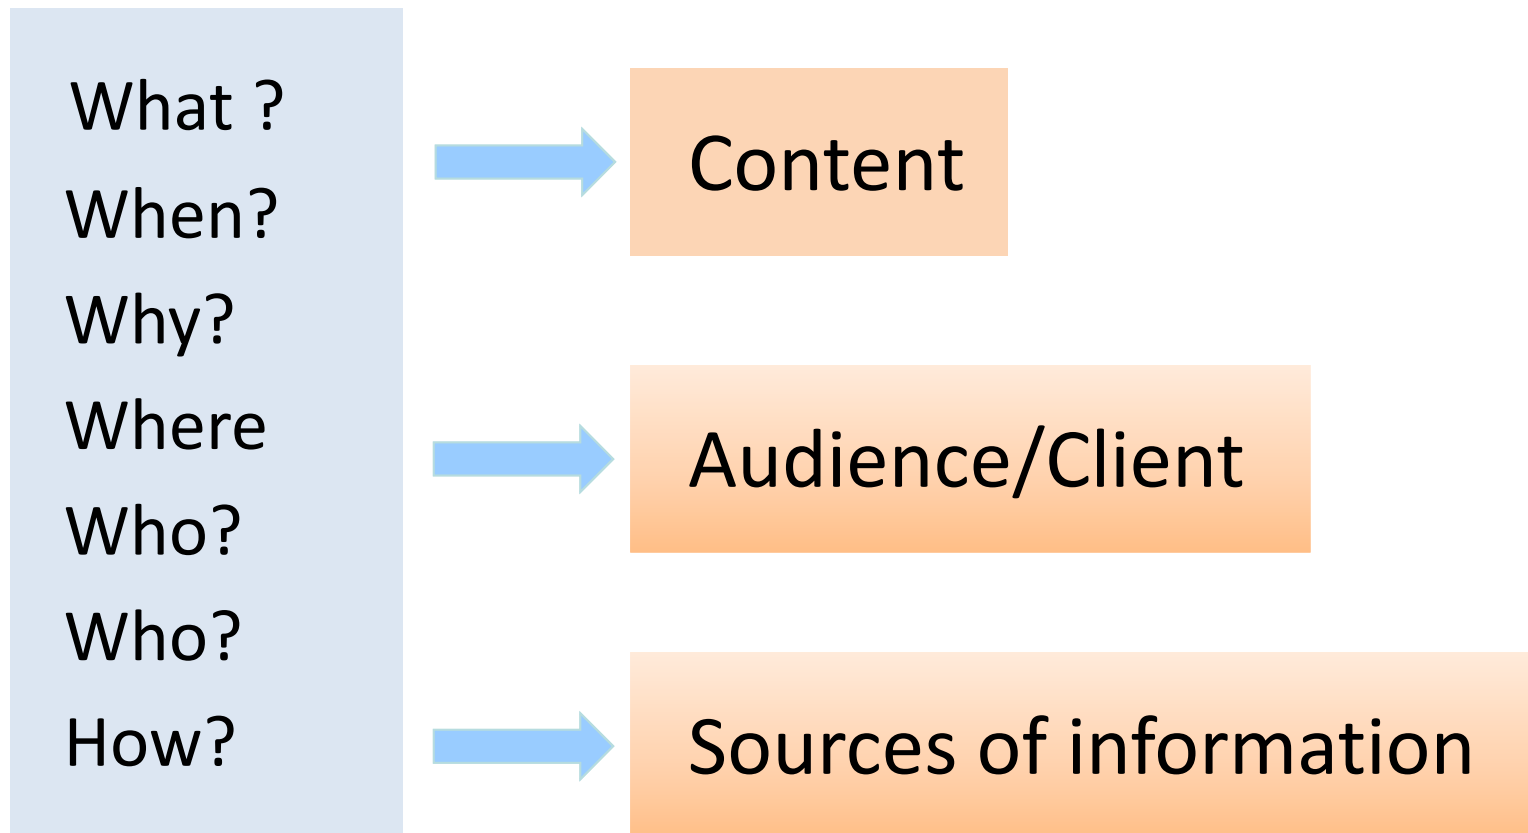 What ?
When?
Why?
Where
Who?
Who?
How?
Content
Audience/Client
Sources of information